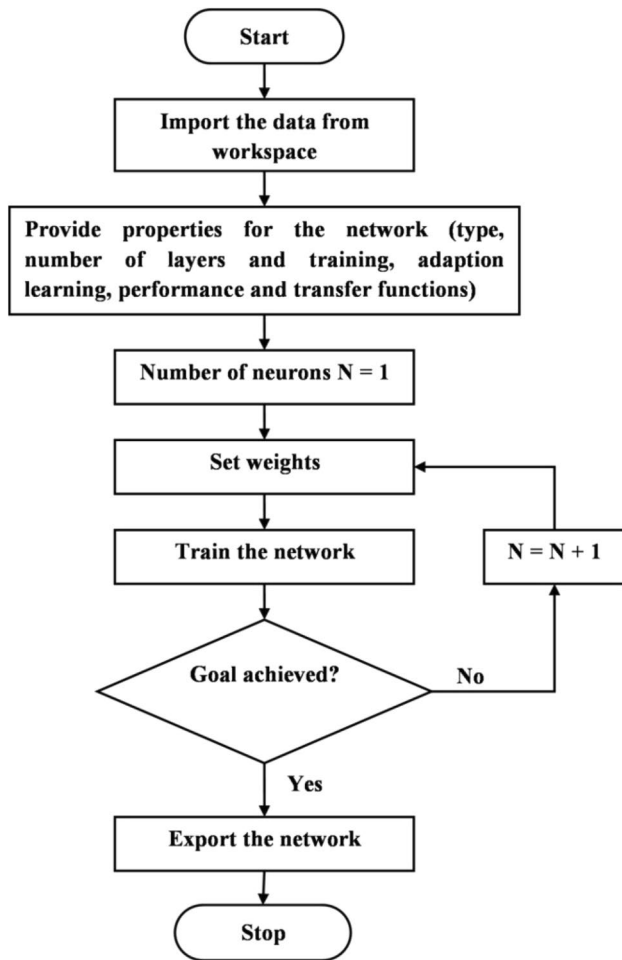 Start
Import the data from
workspace
Provide properties for the network (type,
number of layers and training, adaption
learning, performance and transfer functions)
Number of neurons N = 1
Set weights
Train the network
N = N + 1
Goal achieved?
No
Yes
Export the network
Stop